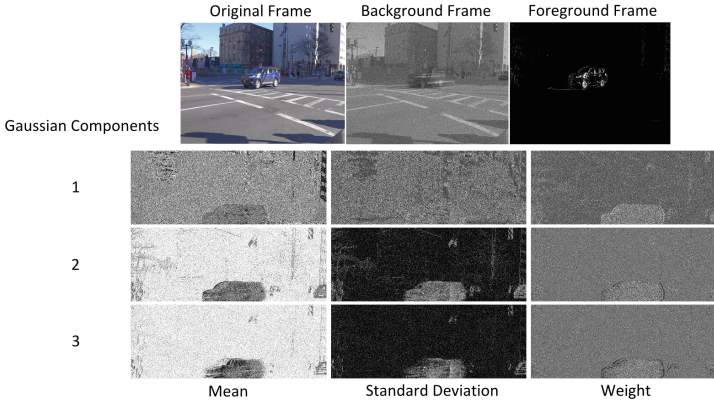 Original Frame Background Frame Foreground Frame
Gaussian Components
1
2
3
Mean Standard Deviation Weight